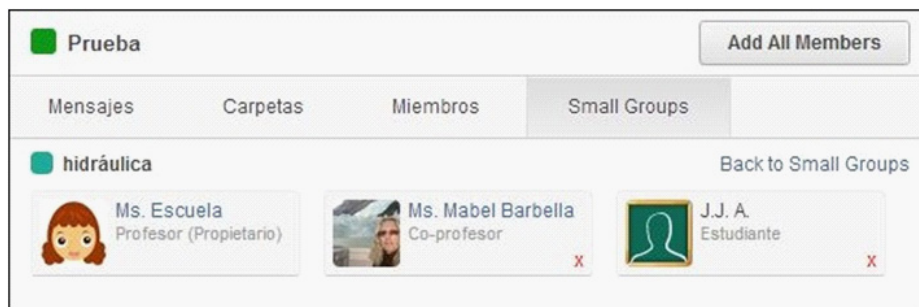 Prueba
Add All Members
Mensajes Carpetas Miembros Small Groups
hidráulica
Back to Small Groups
Ms. Escuela
Profesor (Propietario)
Ms. Mabel Barbella
Co-profesor
x
J.J. A.
Estudiante
x